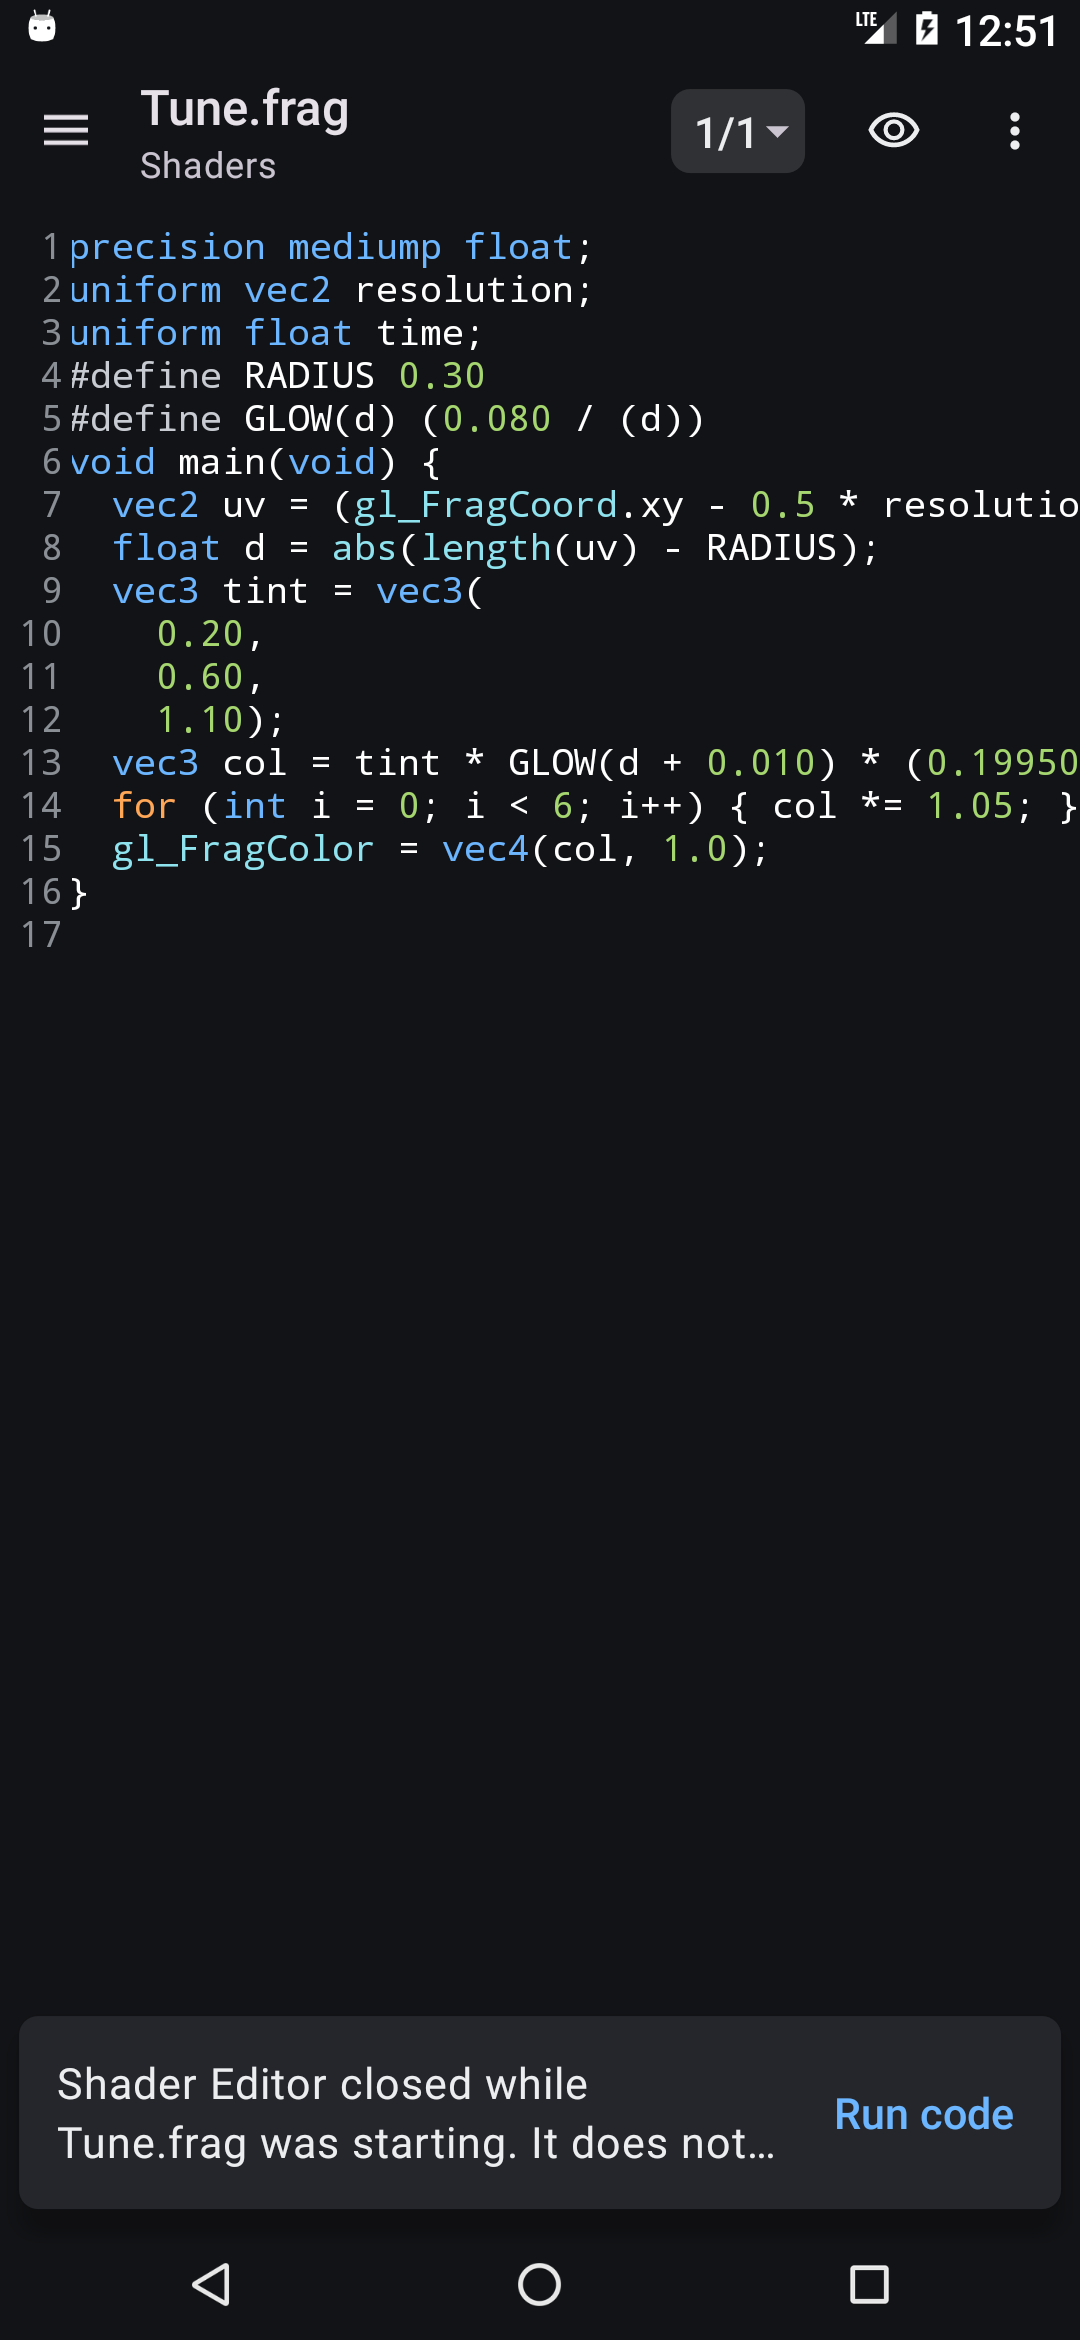 LTE 12:51
Tune.frag
Shaders
1/1
1 precision mediump float;
2 uniform vec2 resolution;
3 uniform float time;
4 #define RADIUS 0.30
5 #define GLOW(d) (0.080 / (d))
6 void main(void) {
7   vec2 uv = (gl_FragCoord.xy - 0.5 * resolutio
8   float d = abs(length(uv) - RADIUS);
9   vec3 tint = vec3(
10     0.20,
11     0.60,
12     1.10);
13   vec3 col = tint * GLOW(d + 0.010) * (0.19950
14   for (int i = 0; i < 6; i++) { col *= 1.05; }
15   gl_FragColor = vec4(col, 1.0);
16 }
17
Shader Editor closed while
Tune.frag was starting. It does not…
Run code